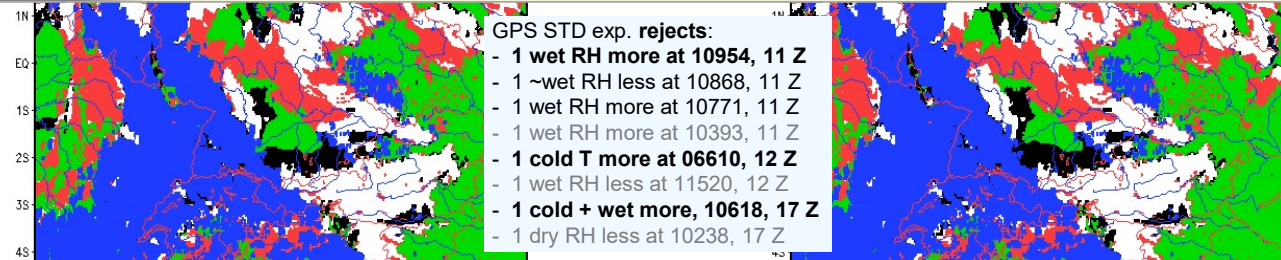 1N
EQ
1S
2S
3S
4S
GPS STD exp. rejects:
- 1 wet RH more at 10954, 11 Z
- 1 ~wet RH less at 10868, 11 Z
- 1 wet RH more at 10771, 11 Z
- 1 wet RH more at 10393, 11 Z
- 1 cold T more at 06610, 12 Z
- 1 wet RH less at 11520, 12 Z
- 1 cold + wet more, 10618, 17 Z
- 1 dry RH less at 10238, 17 Z
1N
4S